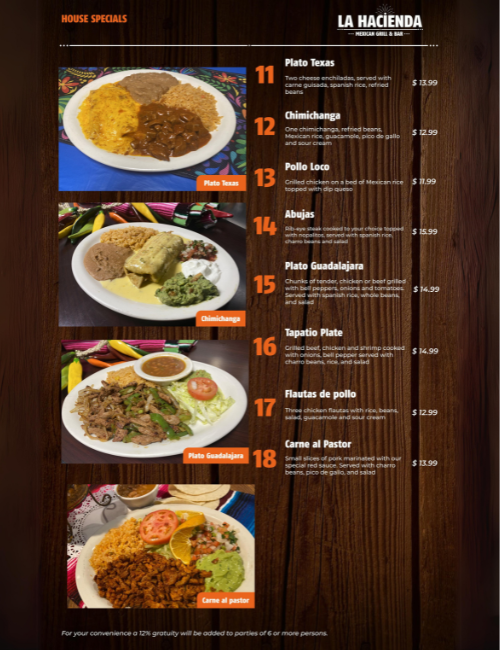 HOUSE SPECIALS
LA HACÍENDA
MEXICAN GRILL & BAR
11
Plato Texas
Two cheese enchiladas, served with
carne guisada, spanish rice, refried
beans
$ 13.99
12
Chimichanga
One chimichanga, refried beans,
Mexican rice, guacamole, pico de gallo
and sour cream
$ 12.99
13
Pollo Loco
Grilled chicken on a bed of Mexican rice
topped with dip queso
$ 11.99
14
Abujas
Rib-eye steak cooked to your choice topped
with nopalitos, served with spanish rice,
charro beans and salad
$ 15.99
15
Plato Guadalajara
Chunks of tender, chicken or beef grilled
with bell peppers, onions and tomatoes.
Served with spanish rice, whole beans,
and salad
$ 14.99
16
Tapatio Plate
Grilled beef, chicken and shrimp cooked
with onions, bell pepper served with
charro beans, rice, and salad
$ 14.99
17
Flautas de pollo
Three chicken flautas with rice, beans,
salad, guacamole and sour cream
$ 12.99
18
Carne al Pastor
Small slices of pork marinated with our
special red sauce. Served with charro
beans, pico de gallo, and salad
$ 13.99
Plato Texas
Chimichanga
Plato Guadalajara
Carne al pastor
For your convenience a 12% gratuity will be added to parties of 6 or more persons.